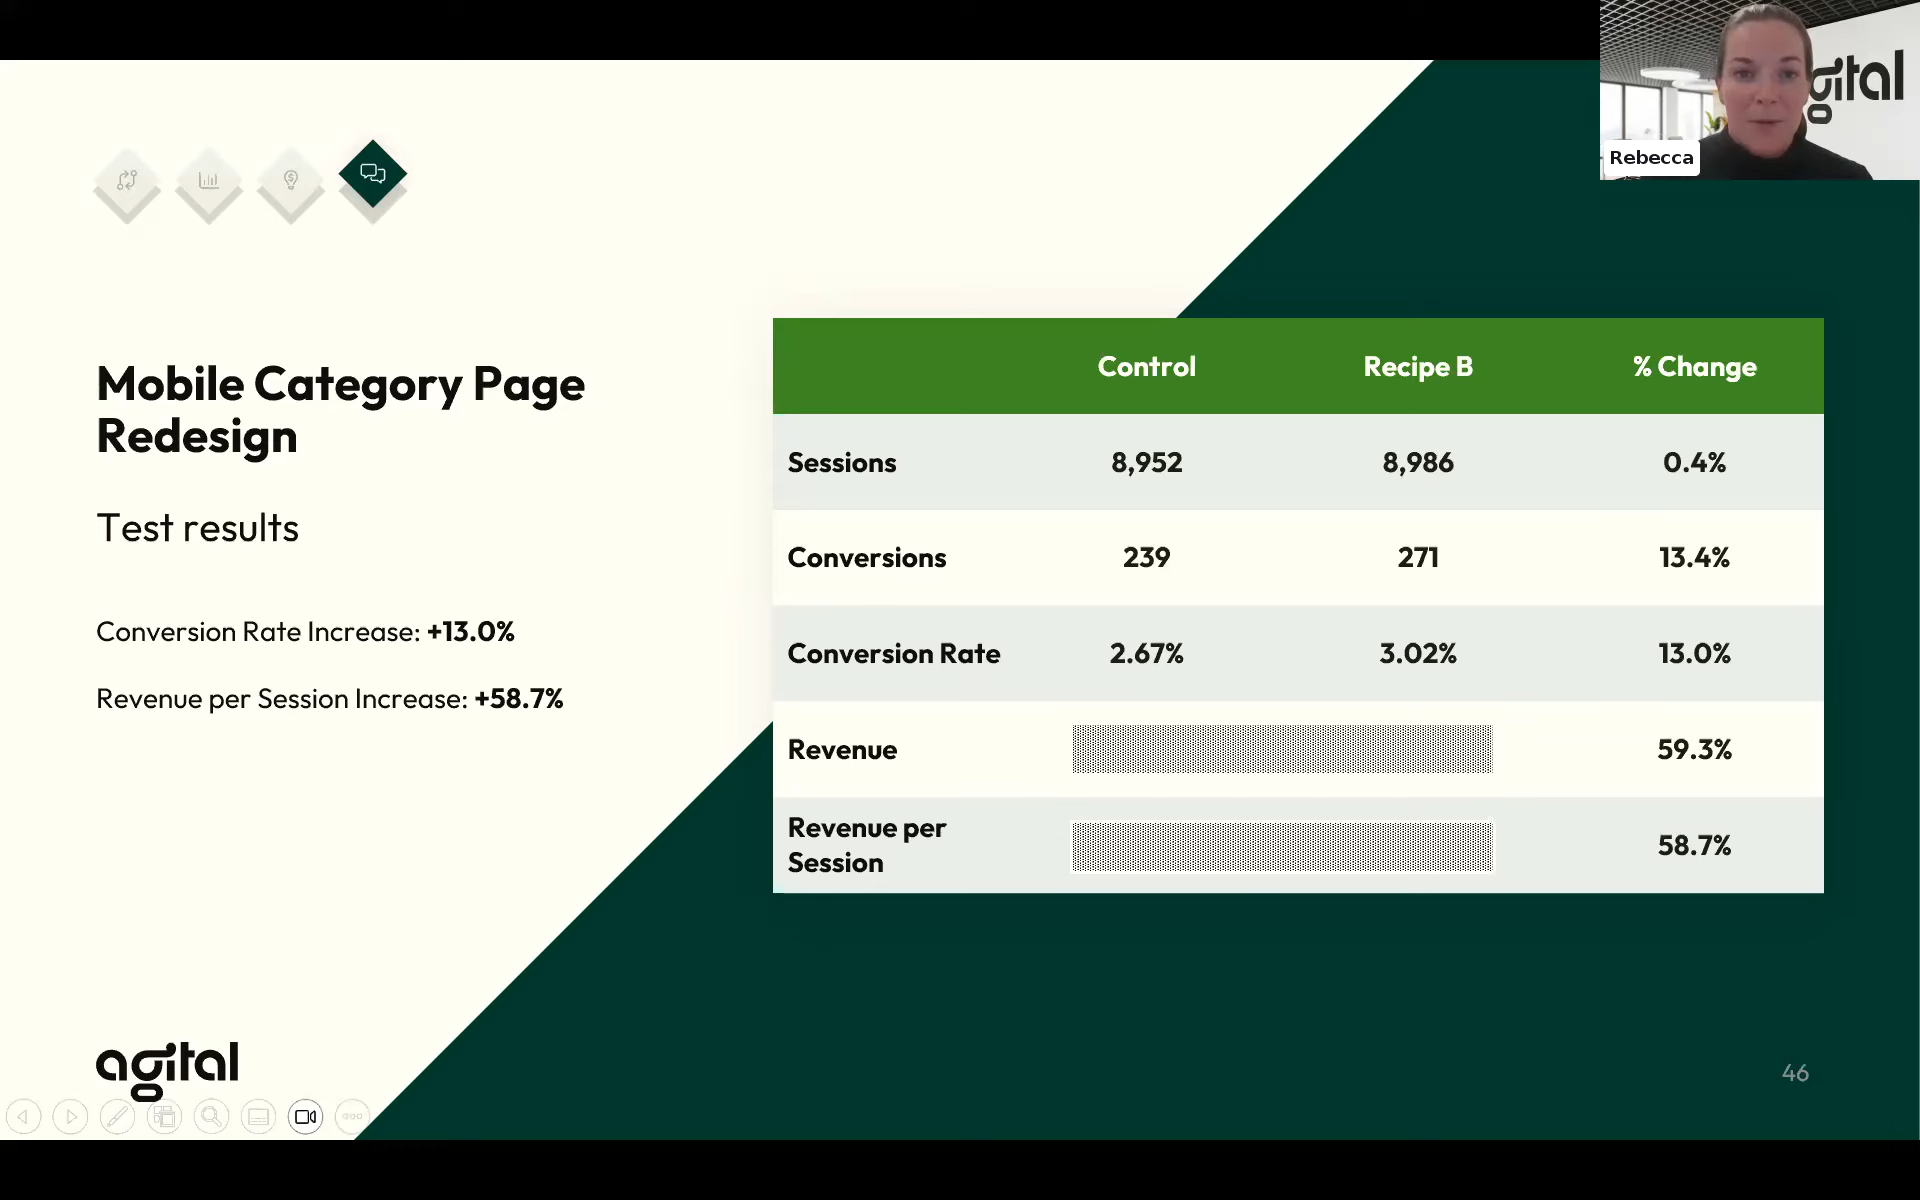 gital
Rebecca
Mobile Category Page
Redesign
Test results
Conversion Rate Increase: +13.0%
Revenue per Session Increase: +58.7%
Control Recipe B % Change
Sessions 8,952 8,986 0.4%
Conversions 239 271 13.4%
Conversion Rate 2.67% 3.02% 13.0%
Revenue 59.3%
Revenue per
Session 58.7%
agital
46